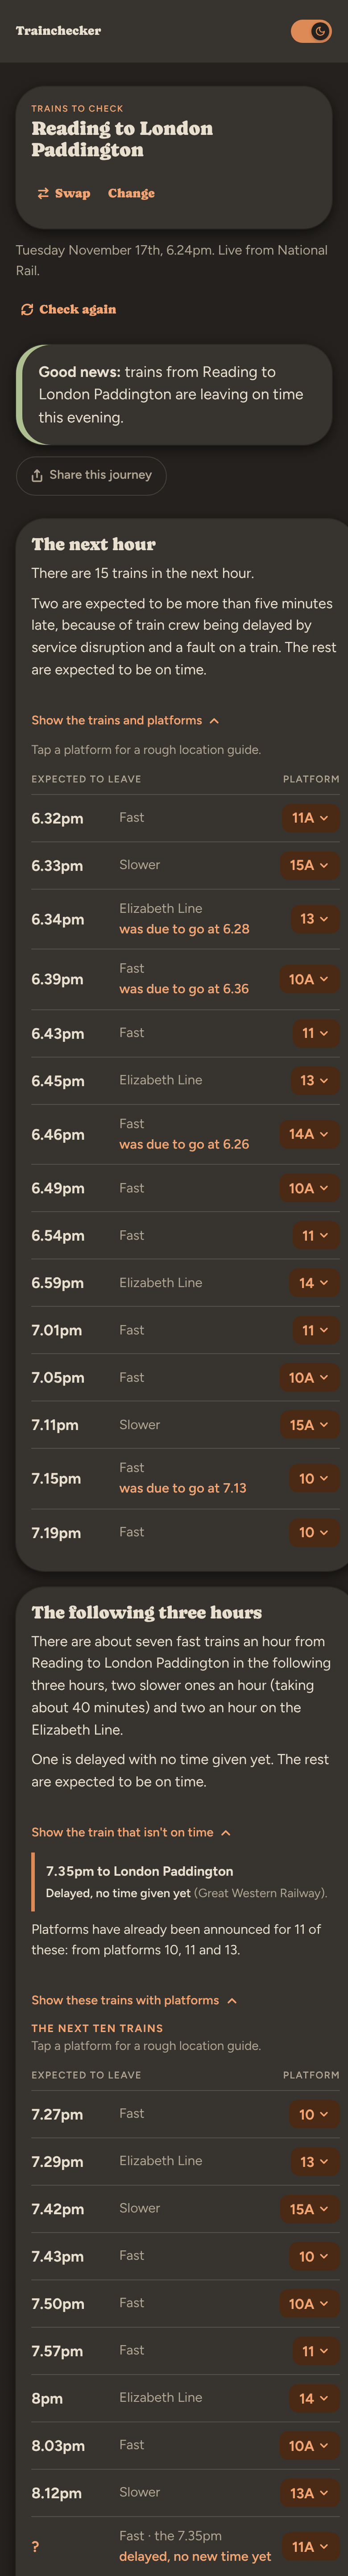 Trainchecker
TRAINS TO CHECK
Reading to London
Paddington
Swap Change
Tuesday November 17th, 6.24pm. Live from National
Rail.
Check again
Good news: trains from Reading to
London Paddington are leaving on time
this evening.
Share this journey
The next hour
There are 15 trains in the next hour.
Two are expected to be more than five minutes
late, because of train crew being delayed by
service disruption and a fault on a train. The rest
are expected to be on time.
Show the trains and platforms
Tap a platform for a rough location guide.
EXPECTED TO LEAVE PLATFORM
6.32pm Fast 11A
6.33pm Slower 15A
6.34pm Elizabeth Line 13
was due to go at 6.28
6.39pm Fast 10A
was due to go at 6.36
6.43pm Fast 11
6.45pm Elizabeth Line 13
6.46pm Fast 14A
was due to go at 6.26
6.49pm Fast 10A
6.54pm Fast 11
6.59pm Elizabeth Line 14
7.01pm Fast 11
7.05pm Fast 10A
7.11pm Slower 15A
7.15pm Fast 10
was due to go at 7.13
7.19pm Fast 10
The following three hours
There are about seven fast trains an hour from
Reading to London Paddington in the following
three hours, two slower ones an hour (taking
about 40 minutes) and two an hour on the
Elizabeth Line.
One is delayed with no time given yet. The rest
are expected to be on time.
Show the train that isn't on time
7.35pm to London Paddington
Delayed, no time given yet (Great Western Railway).
Platforms have already been announced for 11 of
these: from platforms 10, 11 and 13.
Show these trains with platforms
THE NEXT TEN TRAINS
Tap a platform for a rough location guide.
EXPECTED TO LEAVE PLATFORM
7.27pm Fast 10
7.29pm Elizabeth Line 13
7.42pm Slower 15A
7.43pm Fast 10
7.50pm Fast 10A
7.57pm Fast 11
8pm Elizabeth Line 14
8.03pm Fast 10A
8.12pm Slower 13A
? Fast · the 7.35pm 11A
delayed, no new time yet